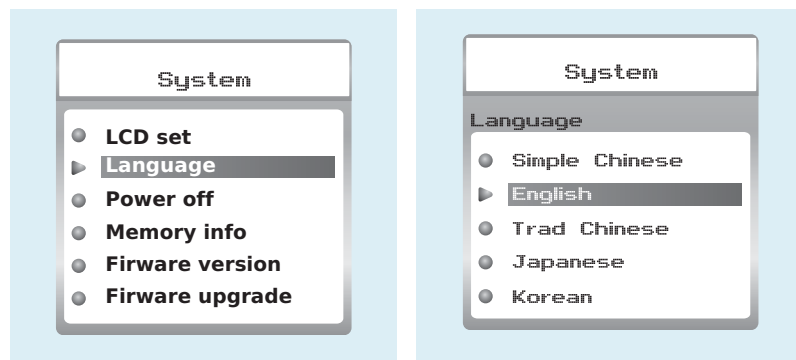 System
LCD set
Language
Power off
Memory info
Firware version
Firware upgrade
System
Language
Simple Chinese
English
Trad Chinese
Japanese
Korean